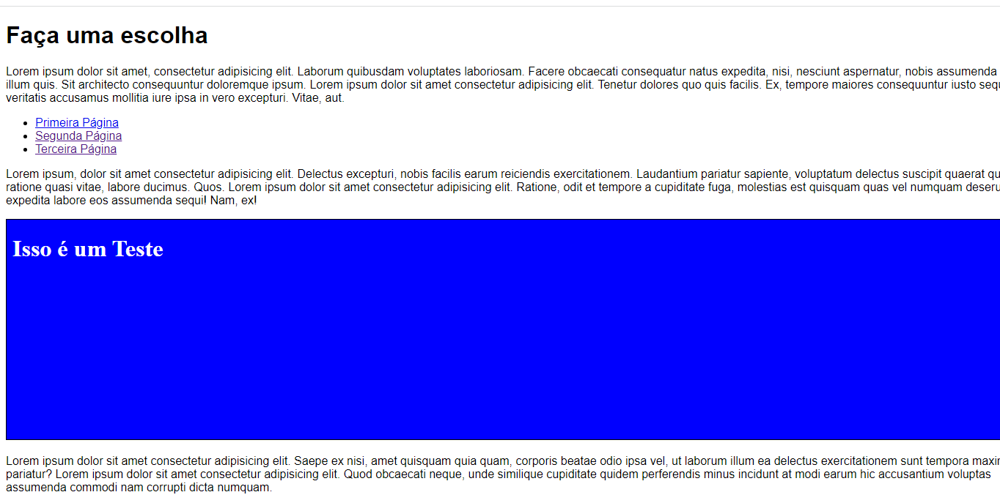 Faça uma escolha
Lorem ipsum dolor sit amet, consectetur adipisicing elit. Laborum quibusdam voluptates laboriosam. Facere obcaecati consequatur natus expedita, nisi, nesciunt aspernatur, nobis assumenda
illum quis. Sit architecto consequuntur doloremque ipsum. Lorem ipsum dolor sit amet consectetur adipisicing elit. Tenetur dolores quo quis facilis. Ex, tempore maiores consequuntur iusto
veritatis accusamus mollitia iure ipsa in vero excepturi. Vitae, aut.
Primeira Página
Segunda Página
Terceira Página
Lorem ipsum, dolor sit amet consectetur adipisicing elit. Delectus excepturi, nobis facilis earum reiciendis exercitationem. Laudantium pariatur sapiente, voluptatum delectus suscipit quaerat
ratione quasi vitae, labore ducimus. Quos. Lorem ipsum dolor sit amet consectetur adipisicing elit. Ratione, odit et tempore a cupiditate fuga, molestias est quisquam quas vel numquam
expedita labore eos assumenda sequi! Nam, ex!
Isso é um Teste
Lorem ipsum dolor sit amet consectetur adipisicing elit. Saepe ex nisi, amet quisquam quia quam, corporis beatae odio ipsa vel, ut laborum illum ea delectus exercitationem sunt tempora
pariatur? Lorem ipsum dolor sit amet consectetur adipisicing elit. Quod obcaecati neque, unde similique cupiditate quidem perferendis minus incidunt at modi earum hic accusantium voluptas
assumenda commodi nam corrupti dicta numquam.